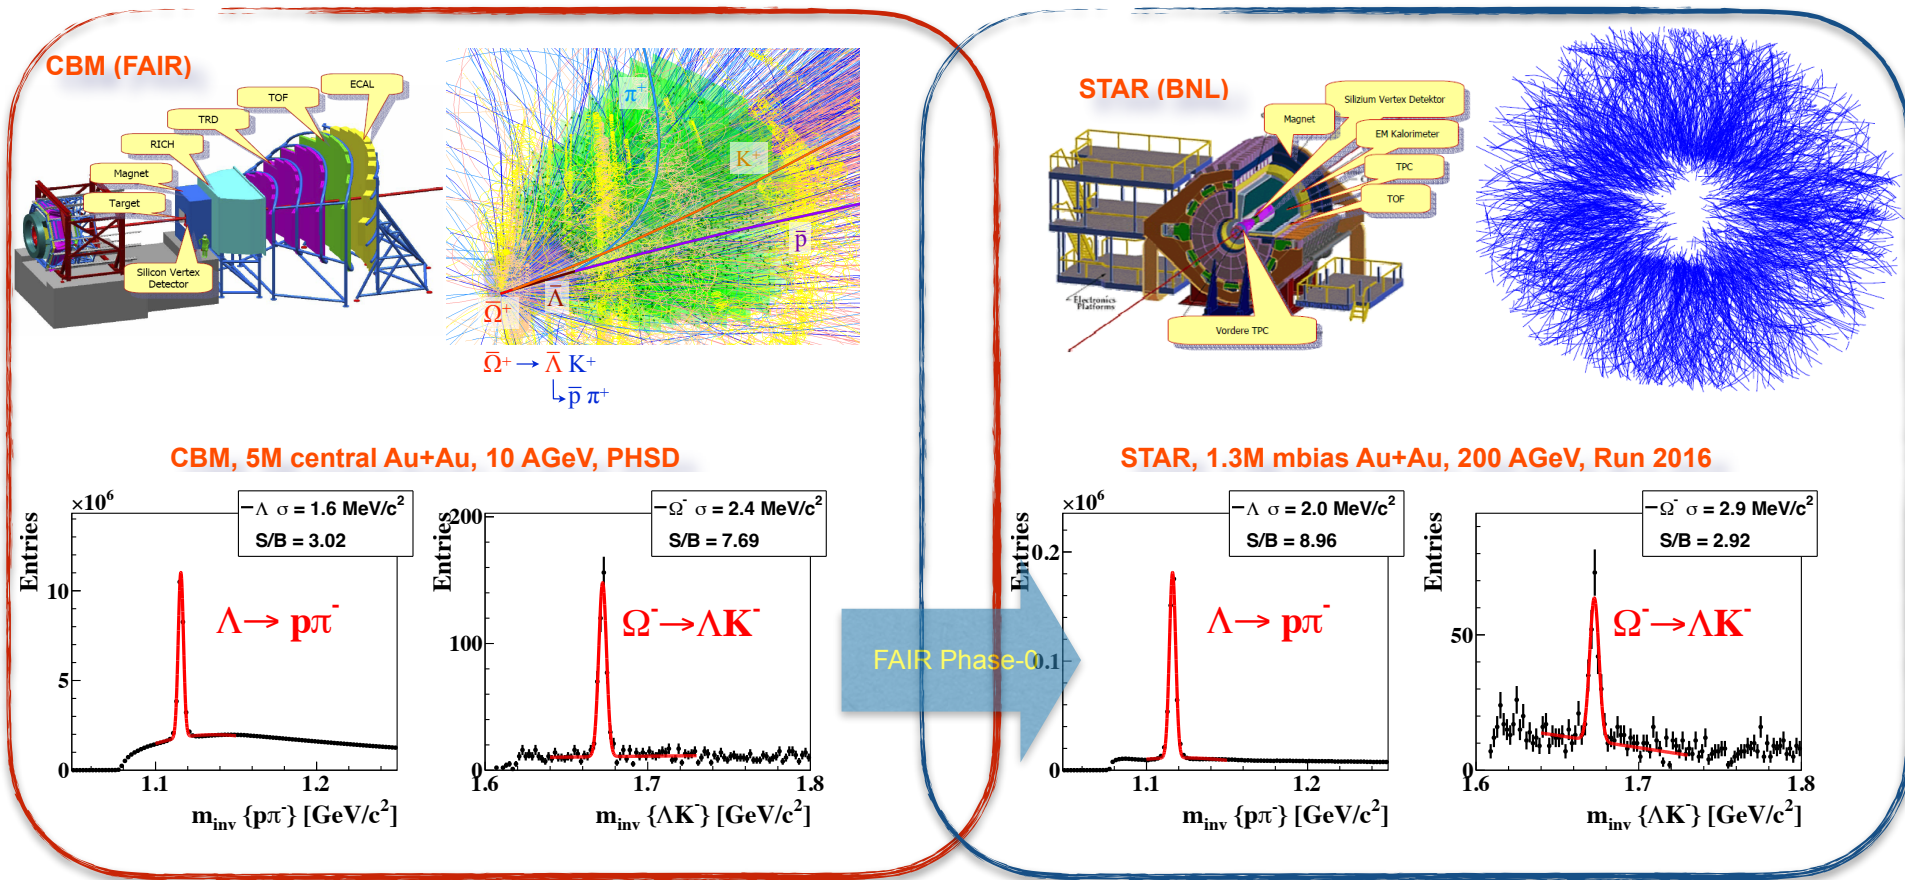 CBM (FAIR)
ECAL
TOF
TRD
RICH
Magnet
Target
Silicon Vertex
Detector
π⁺
K⁺
p̅
Λ̅
Ω̅⁺
Ω̅⁺ → Λ̅ K⁺
↳ p̅ π⁺
STAR (BNL)
Silizium Vertex Detektor
Magnet
EM Kalorimeter
TPC
TOF
Electronics
Platforms
Vordere TPC
CBM, 5M central Au+Au, 10 AGeV, PHSD
×10⁶
Λ σ = 1.6 MeV/c²
S/B = 3.02
Entries
10
5
0
Λ→ pπ⁻
1.1
1.2
m_inv {pπ⁻} [GeV/c²]
Ω⁻ σ = 2.4 MeV/c²
S/B = 7.69
Entries
200
100
0
Ω⁻→ΛK⁻
1.6
1.7
1.8
m_inv {ΛK⁻} [GeV/c²]
FAIR Phase-0
STAR, 1.3M mbias Au+Au, 200 AGeV, Run 2016
×10⁶
Λ σ = 2.0 MeV/c²
S/B = 8.96
Entries
0.2
0.1
0
Λ→ pπ⁻
1.1
1.2
m_inv {pπ⁻} [GeV/c²]
Ω⁻ σ = 2.9 MeV/c²
S/B = 2.92
Entries
50
0
Ω⁻→ΛK⁻
1.6
1.7
1.8
m_inv {ΛK⁻} [GeV/c²]